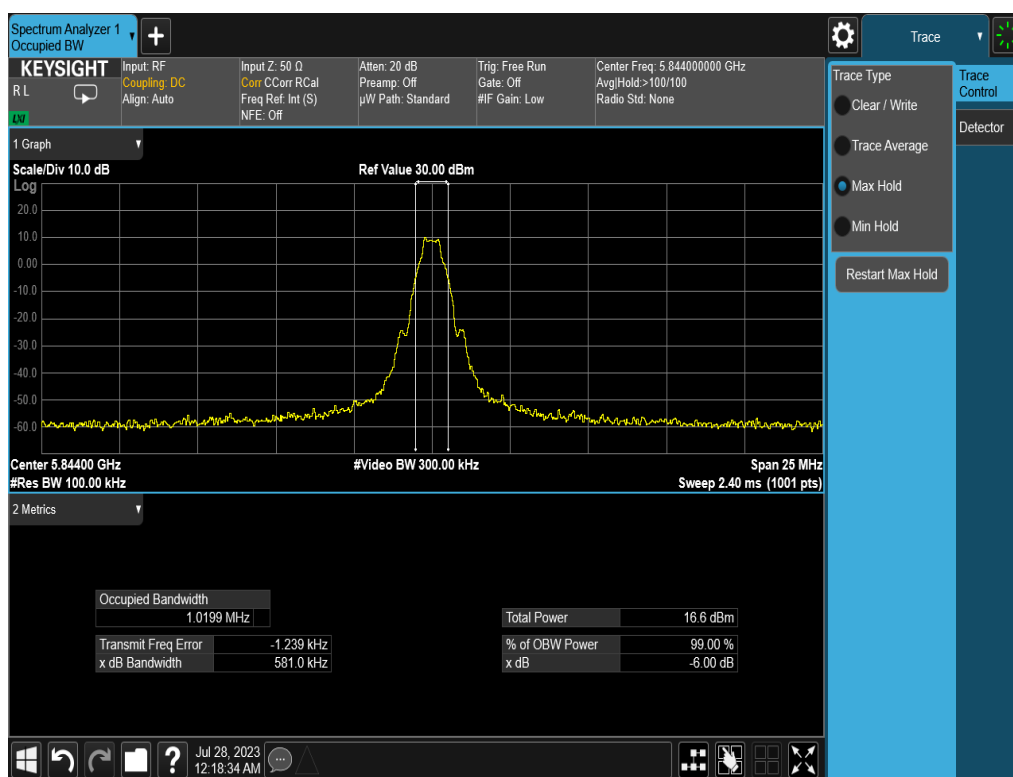 Spectrum Analyzer 1
Occupied BW
Trace
KEYSIGHT
R L
LXI
Input: RF
Coupling: DC
Align: Auto
Input Z: 50 Ω
Corr CCorr RCal
Freq Ref: Int (S)
NFE: Off
Atten: 20 dB
Preamp: Off
µW Path: Standard
Trig: Free Run
Gate: Off
#IF Gain: Low
Center Freq: 5.844000000 GHz
Avg|Hold:>100/100
Radio Std: None
Trace Type
Clear / Write
Trace Average
Max Hold
Min Hold
Restart Max Hold
Trace
Control
Detector
1 Graph
Scale/Div 10.0 dB
Ref Value 30.00 dBm
Log
20.0
10.0
0.00
-10.0
-20.0
-30.0
-40.0
-50.0
-60.0
Center 5.84400 GHz
#Video BW 300.00 kHz
Span 25 MHz
#Res BW 100.00 kHz
Sweep 2.40 ms (1001 pts)
2 Metrics
Occupied Bandwidth
1.0199 MHz
Total Power 16.6 dBm
Transmit Freq Error -1.239 kHz
% of OBW Power 99.00 %
x dB Bandwidth 581.0 kHz
x dB -6.00 dB
?
Jul 28, 2023
12:18:34 AM